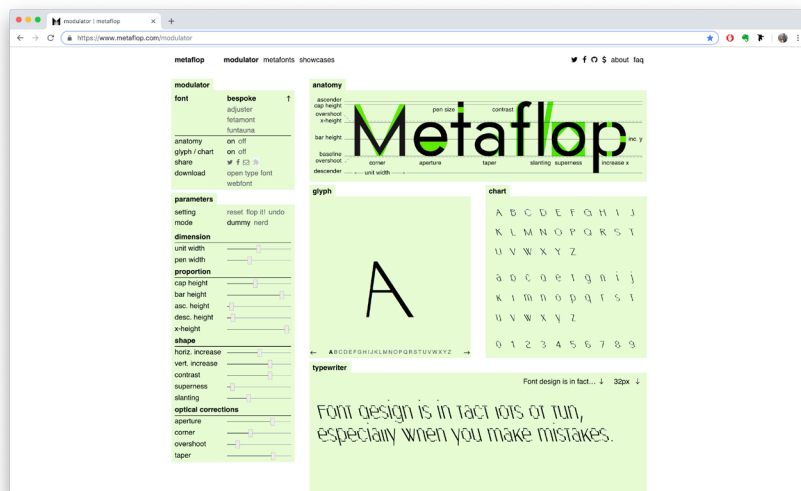 modulator | metaflop
https://www.metaflop.com/modulator
metaflop modulator metafonts showcases about faq
modulator
font bespoke
adjuster
fetamont
funtauna
anatomy on off
glyph / chart on off
share
download open type font
webfont
parameters
setting reset flop it! undo
mode dummy nerd
dimension
unit width
pen width
proportion
cap height
bar height
asc. height
desc. height
x-height
shape
horiz. increase
vert. increase
contrast
superness
slanting
optical corrections
aperture
corner
overshoot
taper
anatomy
ascender
cap height
overshoot
x-height
bar height
baseline
overshoot
descender
Metaflop
pen size contrast
inc. y
corner aperture taper slanting superness increase x
unit width
glyph
A
ABCDEFGHIJKLMNOPQRSTUVWXYZ
chart
A B C D E F G H I J
K L M N O P Q R S T
U V W X Y Z
a b c d e f g h i j
k l m n o p q r s t
u v w x y z
0 1 2 3 4 5 6 7 8 9
typewriter
Font design is in fact... 32px
Font design is in fact lots of fun,
especially when you make mistakes.